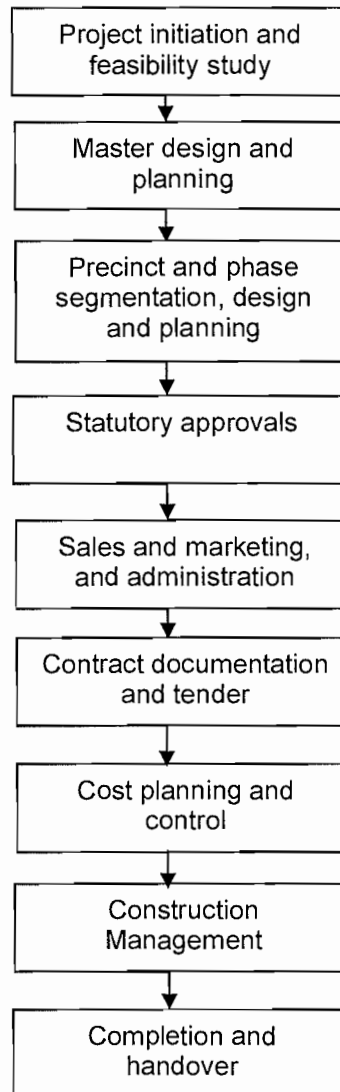 Project initiation and
feasibility study
Master design and
planning
Precinct and phase
segmentation, design
and planning
Statutory approvals
Sales and marketing,
and administration
Contract documentation
and tender
Cost planning and
control
Construction
Management
Completion and
handover